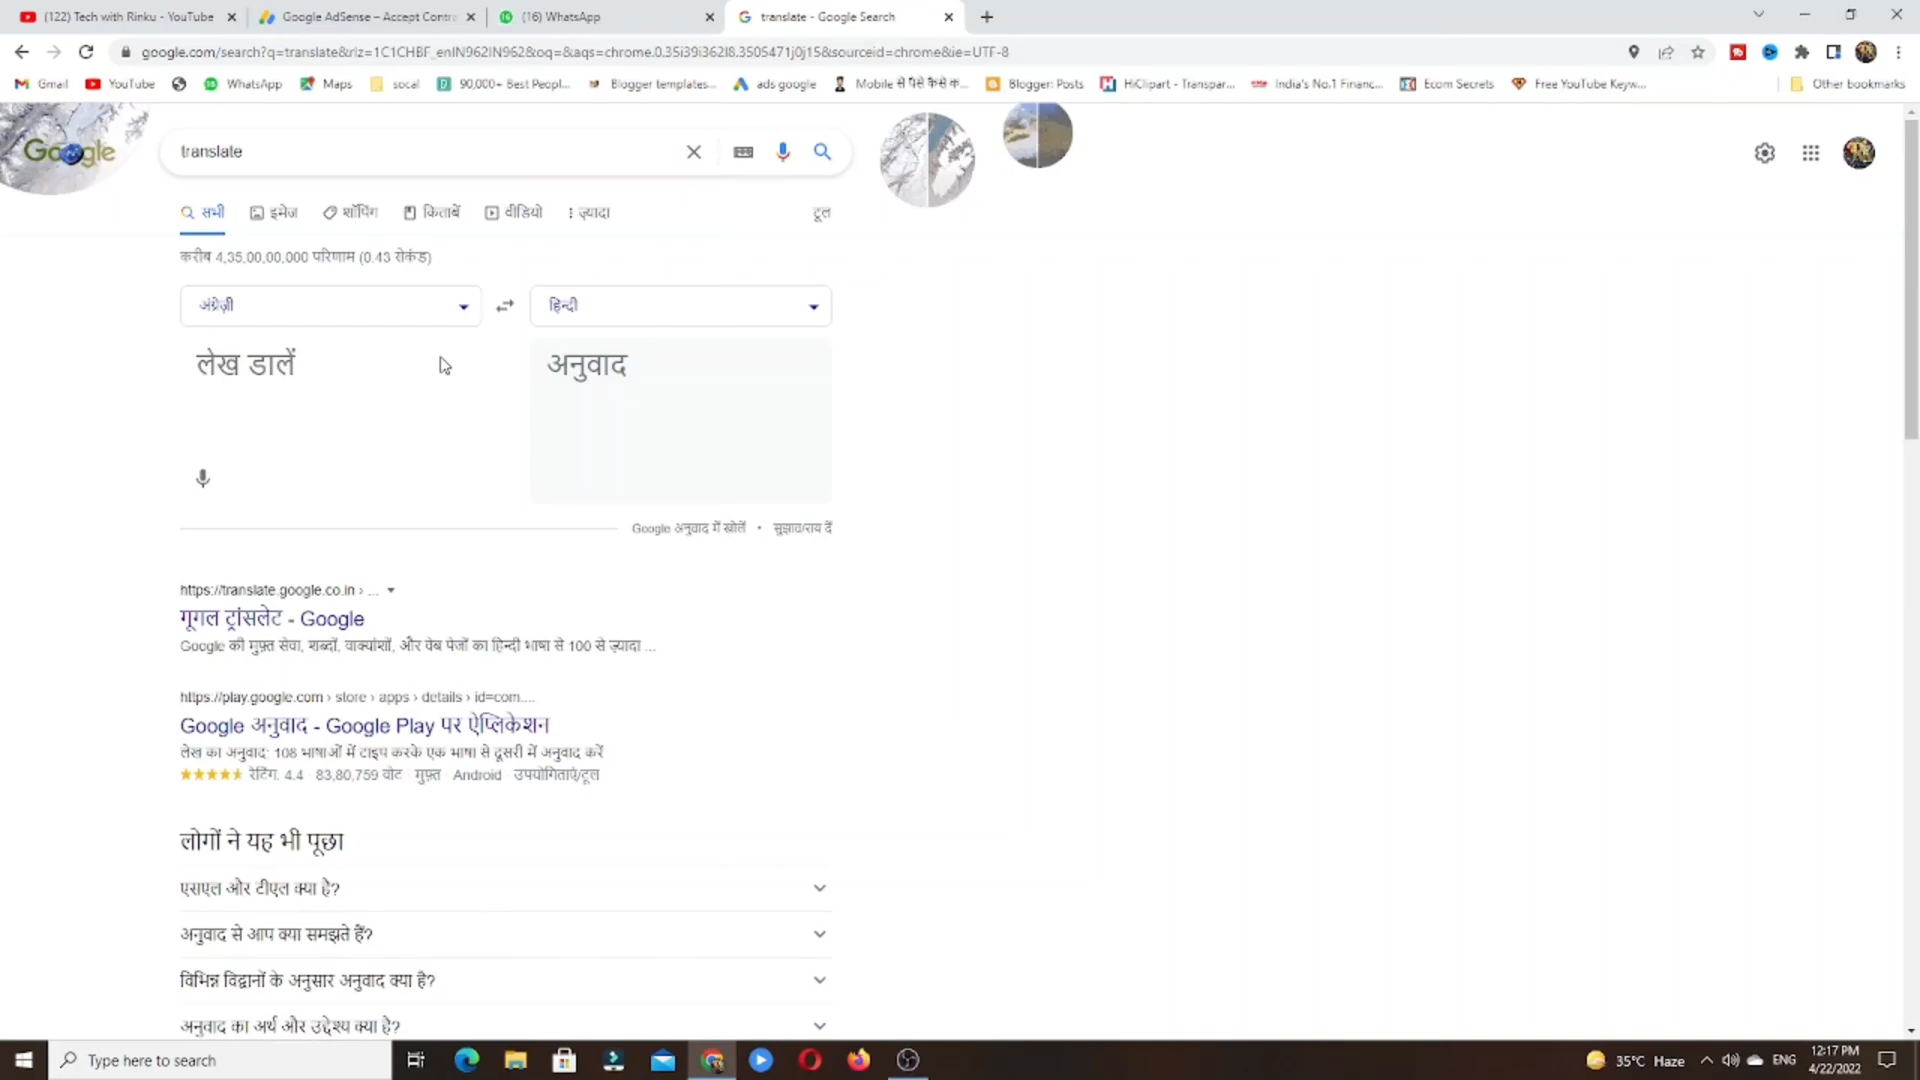 (122) Tech with Rinku - YouTube
Google AdSense – Accept Contr
(16) WhatsApp
translate - Google Search
google.com/search?q=translate&rlz=1C1CHBF_enIN962IN962&oq=&aqs=chrome.0.35i39i362l8.3505471j0j15&sourceid=chrome&ie=UTF-8
Gmail
YouTube
WhatsApp
Maps
socal
90,000+ Best Peopl...
Blogger templates...
ads google
Mobile से पैसे कैसे क...
Blogger: Posts
HiClipart - Transpar...
India's No.1 Financ...
Ecom Secrets
Free YouTube Keyw...
Other bookmarks
Google
translate
सभी
इमेज
शॉपिंग
किताबें
वीडियो
ज़्यादा
टूल
करीब 4,35,00,00,000 परिणाम (0.43 सेकंड)
अंग्रेज़ी
हिन्दी
लेख डालें
अनुवाद
Google अनुवाद में खोलें • सुझाव/राय दें
https://translate.google.co.in › ...
गूगल ट्रांसलेट - Google
Google की मुफ़्त सेवा, शब्दों, वाक्यांशों, और वेब पेजों का हिन्दी भाषा से 100 से ज़्यादा ...
https://play.google.com › store › apps › details › id=com....
Google अनुवाद - Google Play पर ऐप्लिकेशन
लेख का अनुवाद: 108 भाषाओं में टाइप करके एक भाषा से दूसरी में अनुवाद करें
रेटिंग: 4.4 · 83,80,759 वोट · मुफ़्त · Android · उपयोगिताएं/टूल
लोगों ने यह भी पूछा
एसएल और टीएल क्या है?
अनुवाद से आप क्या समझते हैं?
विभिन्न विद्वानों के अनुसार अनुवाद क्या है?
अनुवाद का अर्थ और उद्देश्य क्या है?
Type here to search
35°C Haze
ENG
12:17 PM
4/22/2022